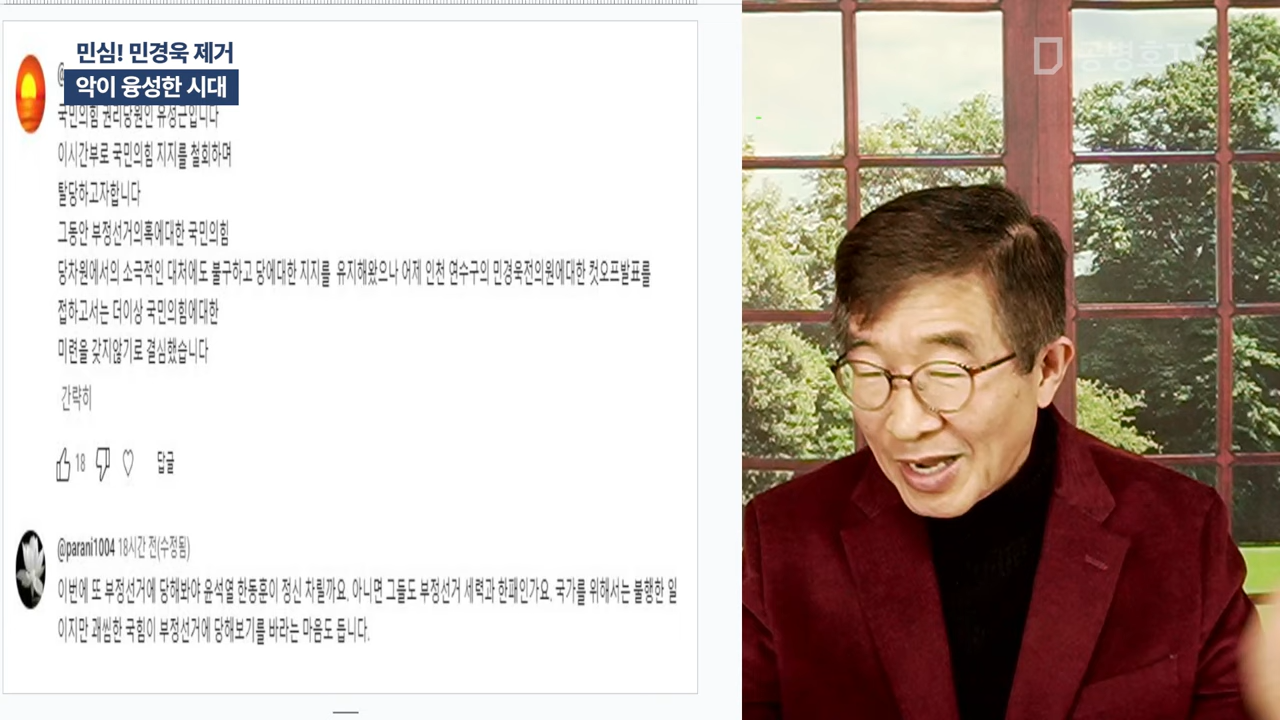 민심! 민경욱 제거
악이 융성한 시대
공병호TV
국민의힘 권리당원인 유정근입니다
이시간부로 국민의힘 지지를 철회하며
탈당하고자합니다
그동안 부정선거의혹에대한 국민의힘
당차원에서의 소극적인 대처에도 불구하고 당에대한 지지를 유지해왔으나 어제 인천 연수구의 민경욱전의원에대한 컷오프발표를
접하고서는 더이상 국민의힘에대한
미련을 갖지않기로 결심했습니다
간략히
18 답글
@parani1004 18시간 전(수정됨)
이번에 또 부정선거에 당해봐야 윤석열 한동훈이 정신 차릴까요. 아니면 그들도 부정선거 세력과 한패인가요. 국가를 위해서는 불행한 일
이지만 괘씸한 국힘이 부정선거에 당해보기를 바라는 마음도 듭니다.